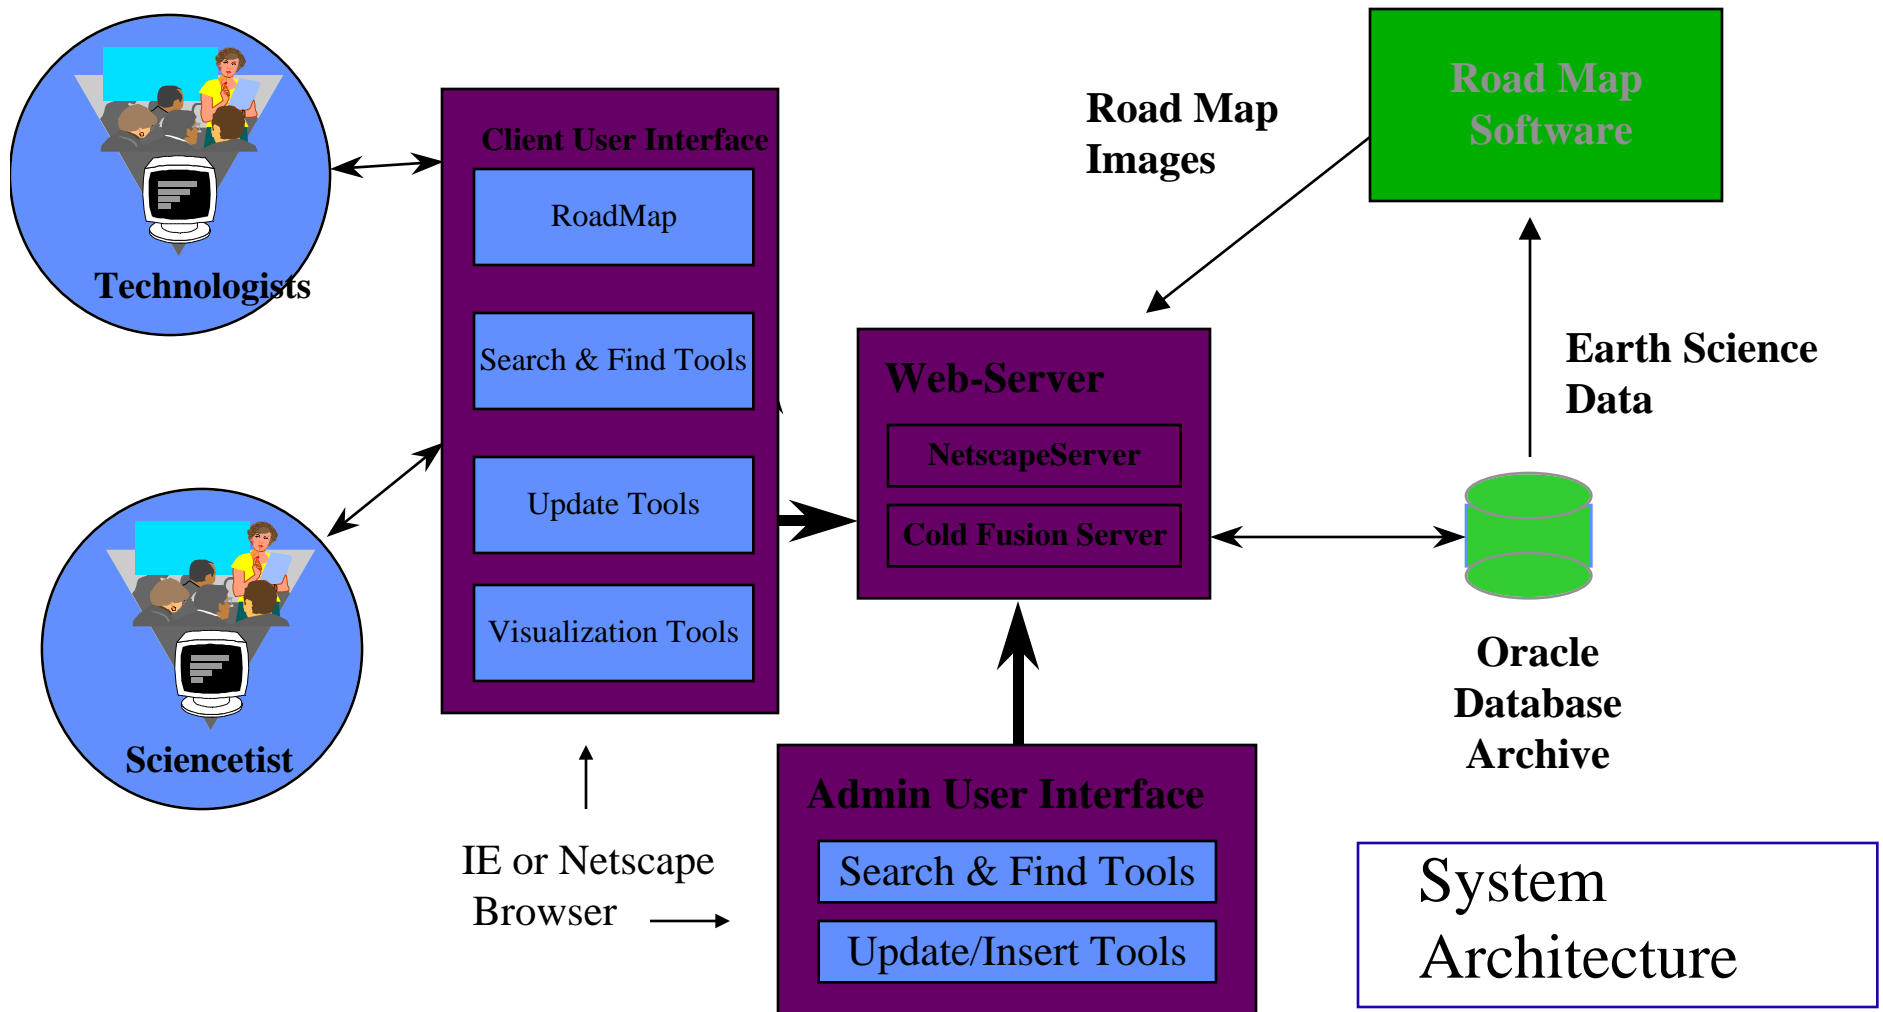 Technologists
Sciencetist
Client User Interface
RoadMap
Search & Find Tools
Update Tools
Visualization Tools
IE or Netscape
Browser
Road Map
Images
Road Map
Software
Web-Server
NetscapeServer
Cold Fusion Server
Earth Science
Data
Oracle
Database
Archive
Admin User Interface
Search & Find Tools
Update/Insert Tools
System
Architecture